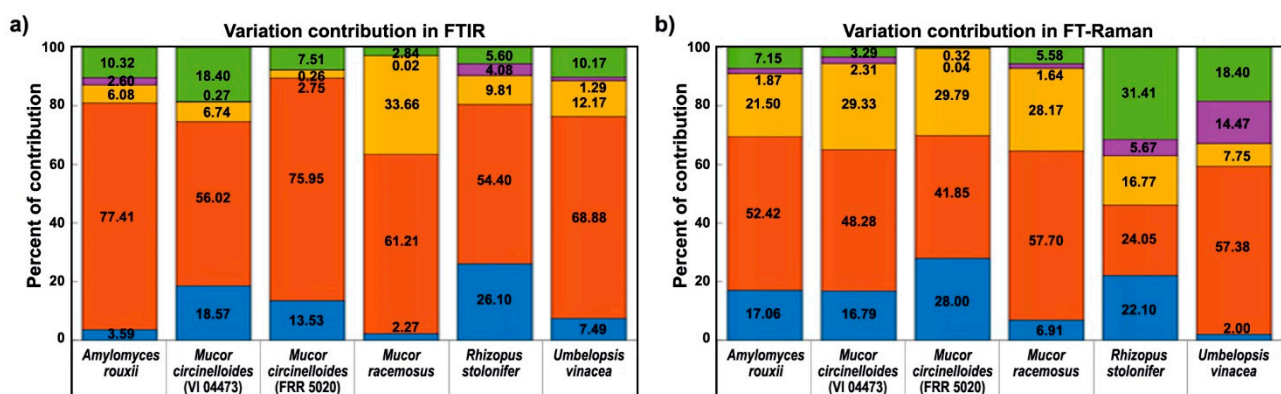 a)
Variation contribution in FTIR
Percent of contribution
100
80
60
40
20
0
10.32
2.60
6.08
77.41
3.59
18.40
0.27
6.74
56.02
18.57
7.51
0.26
2.75
75.95
13.53
2.84
0.02
33.66
61.21
2.27
5.60
4.08
9.81
54.40
26.10
10.17
1.29
12.17
68.88
7.49
Amylomyces
rouxii
Mucor
circinelloides
(VI 04473)
Mucor
circinelloides
(FRR 5020)
Mucor
racemosus
Rhizopus
stolonifer
Umbelopsis
vinacea
b)
Variation contribution in FT-Raman
Percent of contribution
100
80
60
40
20
0
7.15
1.87
21.50
52.42
17.06
3.29
2.31
29.33
48.28
16.79
0.32
0.04
29.79
41.85
28.00
5.58
1.64
28.17
57.70
6.91
31.41
5.67
16.77
24.05
22.10
18.40
14.47
7.75
57.38
2.00
Amylomyces
rouxii
Mucor
circinelloides
(VI 04473)
Mucor
circinelloides
(FRR 5020)
Mucor
racemosus
Rhizopus
stolonifer
Umbelopsis
vinacea